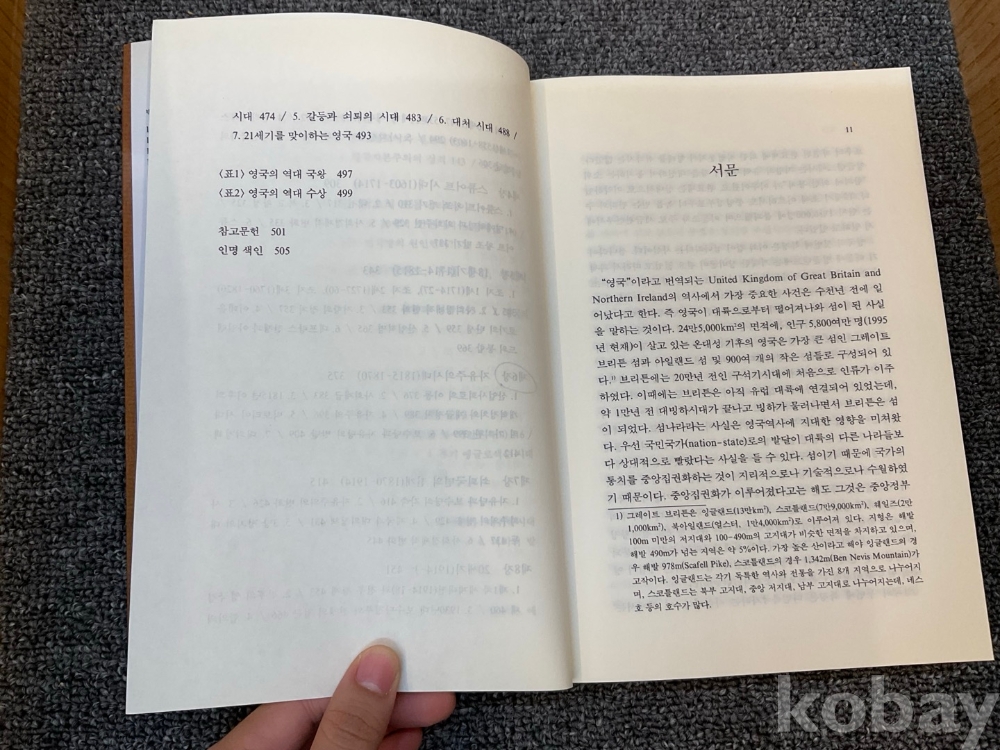 시대 474 / 5. 갈등과 쇠퇴의 시대 483 / 6. 대처 시대 488 /
7. 21세기를 맞이하는 영국 493
〈표1〉 영국의 역대 국왕 497
〈표2〉 영국의 역대 수상 499
참고문헌 501
인명 색인 505
11
서문
“영국”이라고 번역되는 United Kingdom of Great Britain and
Northern Ireland의 역사에서 가장 중요한 사건은 수천년 전에 일
어났다고 한다. 즉 영국이 대륙으로부터 떨어져나와 섬이 된 사실
을 말하는 것이다. 24만5,000km²의 면적에, 인구 5,800여만 명(1995
년 현재)이 살고 있는 온대성 기후의 영국은 가장 큰 섬인 그레이트
브리튼 섬과 아일랜드 섬 및 900여 개의 작은 섬들로 구성되어 있
다.1) 브리튼에는 20만년 전인 구석기시대에 처음으로 인류가 이주
하였다. 이때에는 브리튼은 아직 유럽 대륙에 연결되어 있었는데,
약 1만년 전 대빙하시대가 끝나고 빙하가 물러나면서 브리튼은 섬
이 되었다. 섬나라라는 사실은 영국역사에 지대한 영향을 미쳐왔
다. 우선 국민국가(nation-state)로의 발달이 대륙의 다른 나라들보
다 상대적으로 빨랐다는 사실을 들 수 있다. 섬이기 때문에 국가의
통치를 중앙집권화하는 것이 지리적으로나 기술적으로나 수월하였
기 때문이다. 중앙집권화가 이루어졌다고는 해도 그것은 중앙정부
1) 그레이트 브리튼은 잉글랜드(13만km²), 스코틀랜드(7만9,000km²), 웨일즈(2만
1,000km²), 북아일랜드(얼스터, 1만4,000km²)로 이루어져 있다. 지형은 해발
100m 미만의 저지대와 100-490m의 고지대가 비슷한 면적을 차지하고 있으며,
해발 490m가 넘는 지역은 약 5%이다. 가장 높은 산이라고 해야 잉글랜드의 경
우 해발 978m(Scafell Pike), 스코틀랜드의 경우 1,342m(Ben Nevis Mountain)가
고작이다. 잉글랜드는 각기 독특한 역사와 전통을 가진 8개 지역으로 나누어지
며, 스코틀랜드는 북부 고지대, 중앙 저지대, 남부 고지대로 나누어지는데, 네스
호 등의 호수가 많다.
kobay